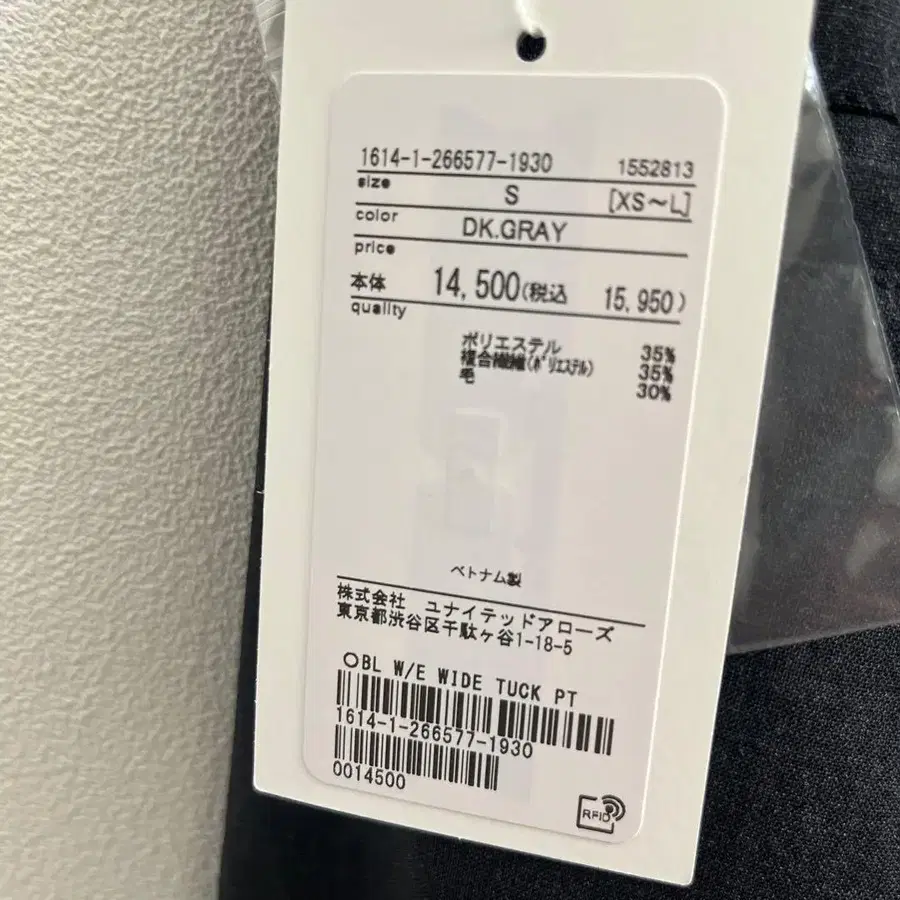 1614-1-266577-1930 1552813
size S [XS~L]
color DK.GRAY
price
本体 14,500(税込 15,950)
quality
ポリエステル 35%
複合繊維(ポリエステル) 35%
毛 30%
ベトナム製
株式会社 ユナイテッドアローズ
東京都渋谷区千駄ヶ谷1-18-5
○BL W/E WIDE TUCK PT
1614-1-266577-1930
0014500
RFID